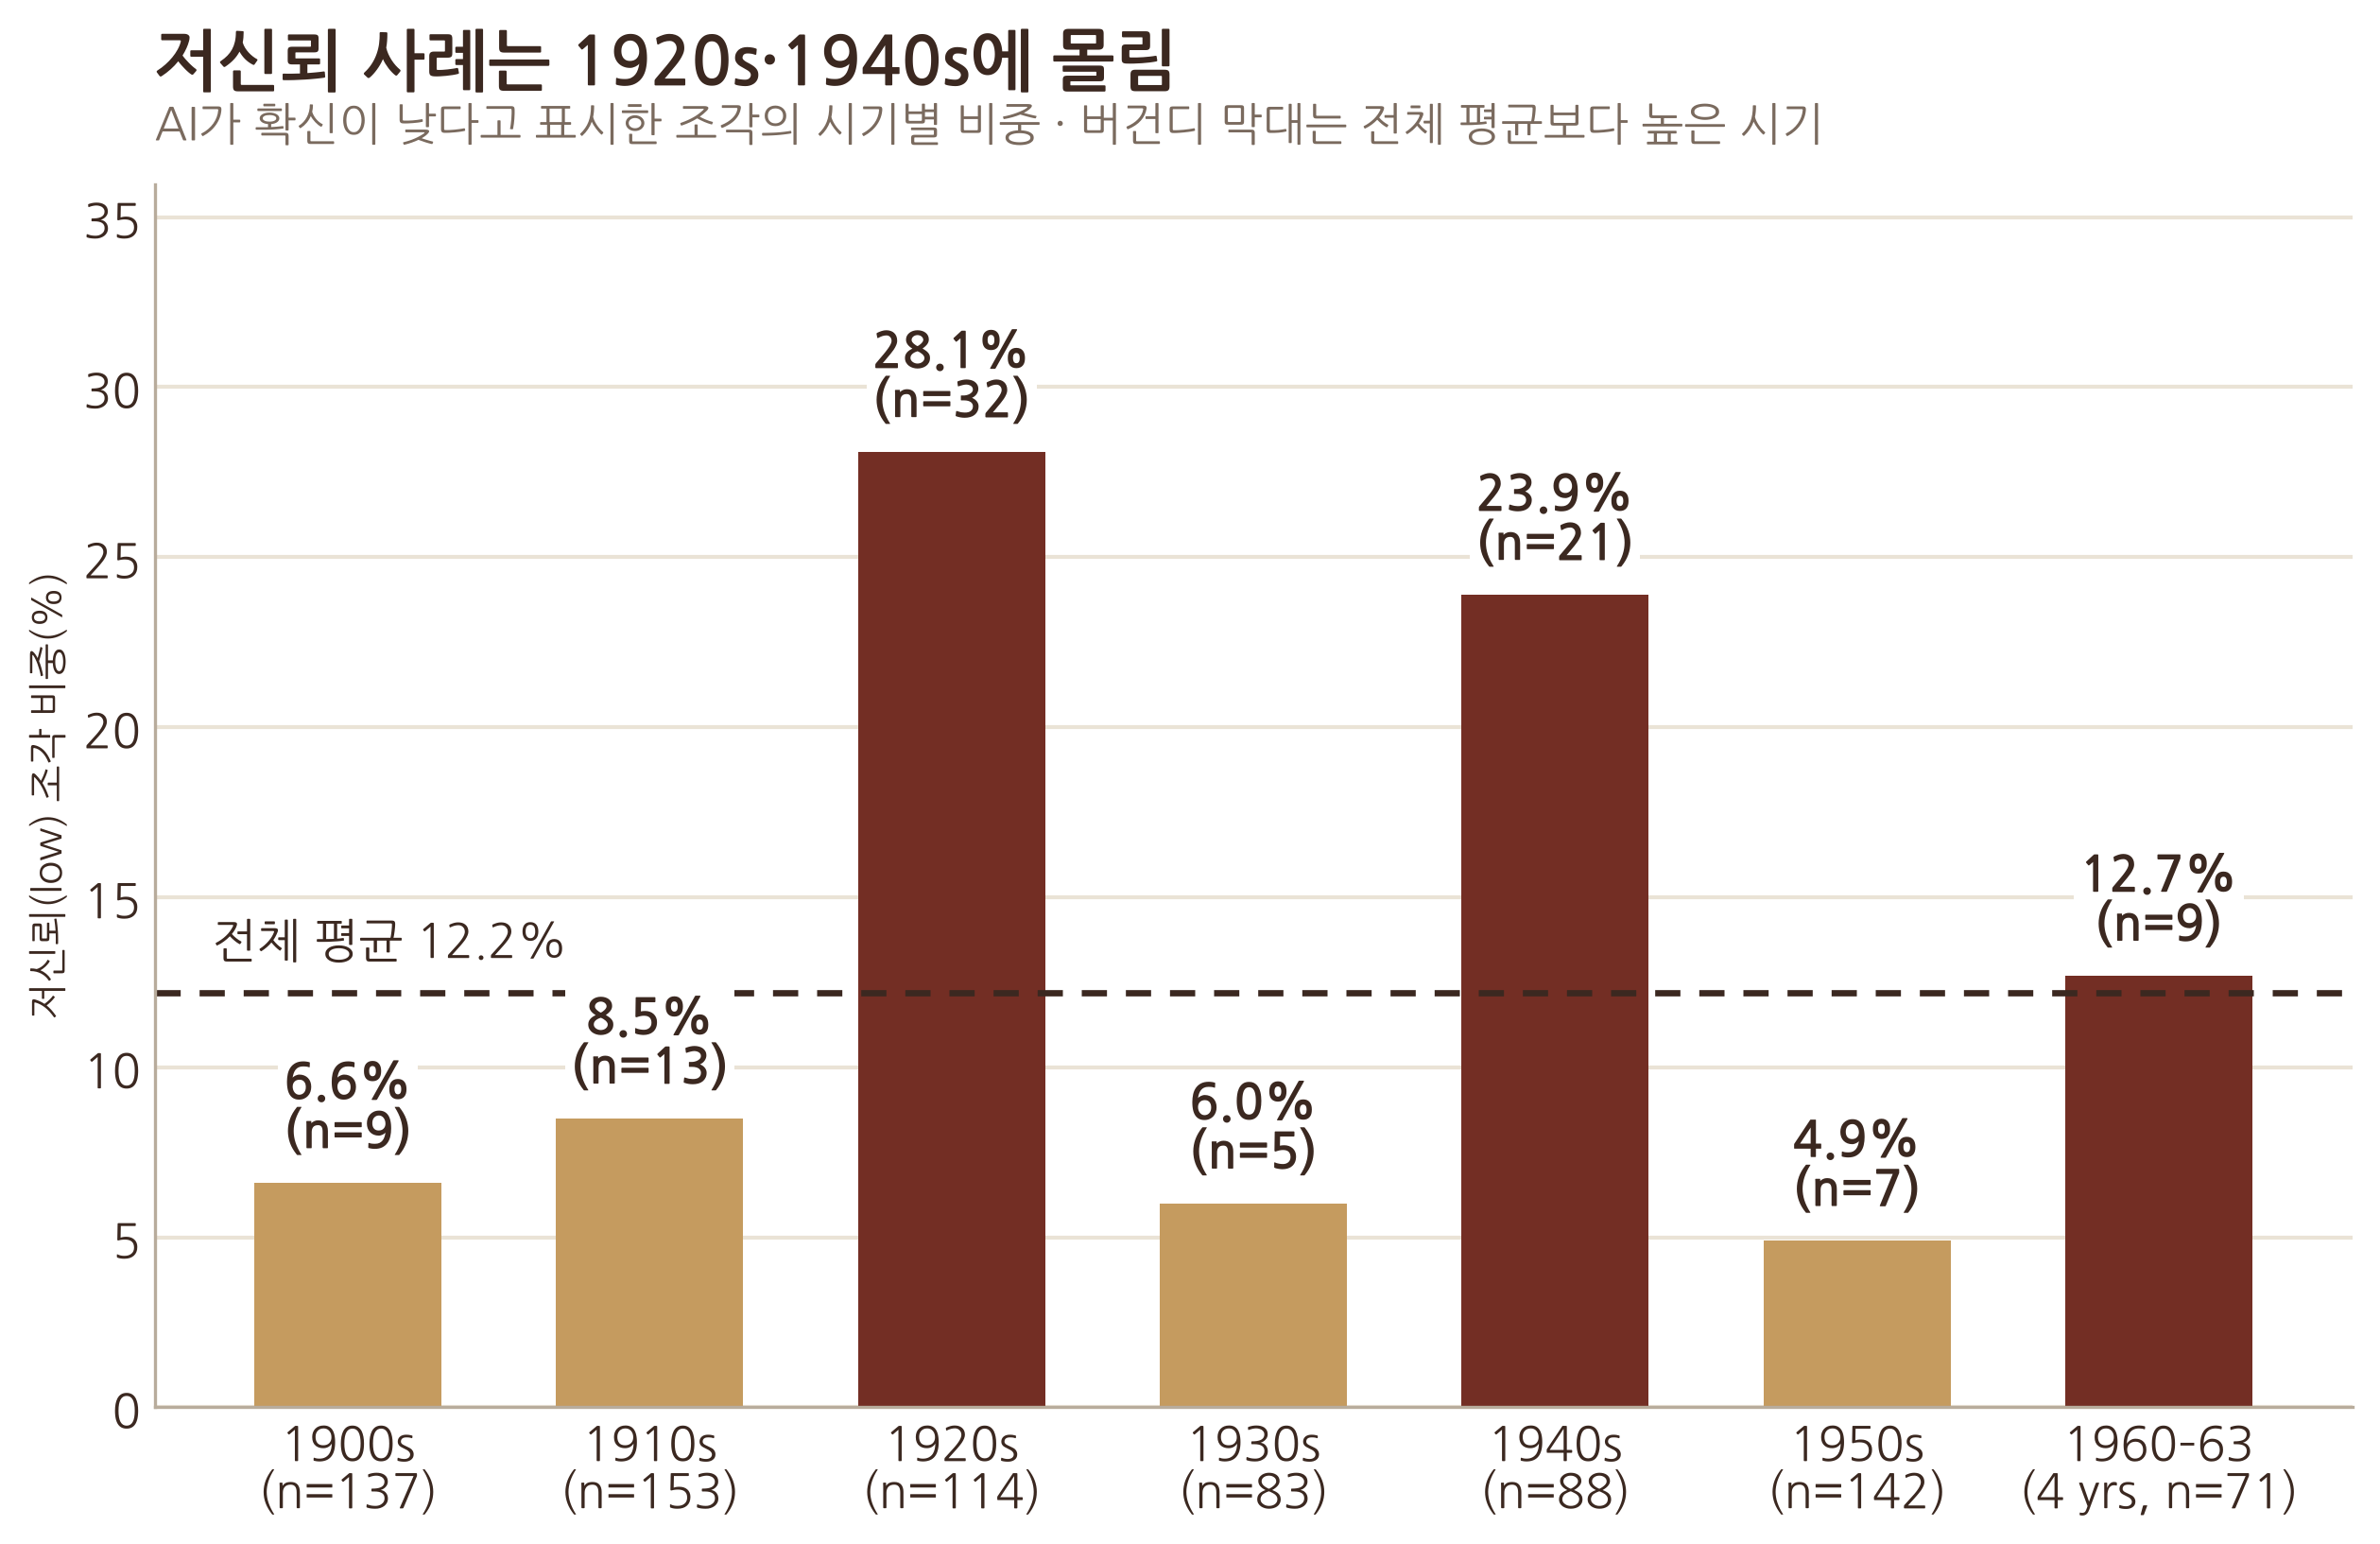 저신뢰 사례는 1920s·1940s에 몰림
AI가 확신이 낮다고 표시한 조각의 시기별 비중 · 버건디 막대는 전체 평균보다 높은 시기
저신뢰(low) 조각 비중(%)
35
30
25
20
15
10
5
0
전체 평균 12.2%
6.6%
(n=9)
8.5%
(n=13)
28.1%
(n=32)
6.0%
(n=5)
23.9%
(n=21)
4.9%
(n=7)
12.7%
(n=9)
1900s
(n=137)
1910s
(n=153)
1920s
(n=114)
1930s
(n=83)
1940s
(n=88)
1950s
(n=142)
1960-63
(4 yrs, n=71)